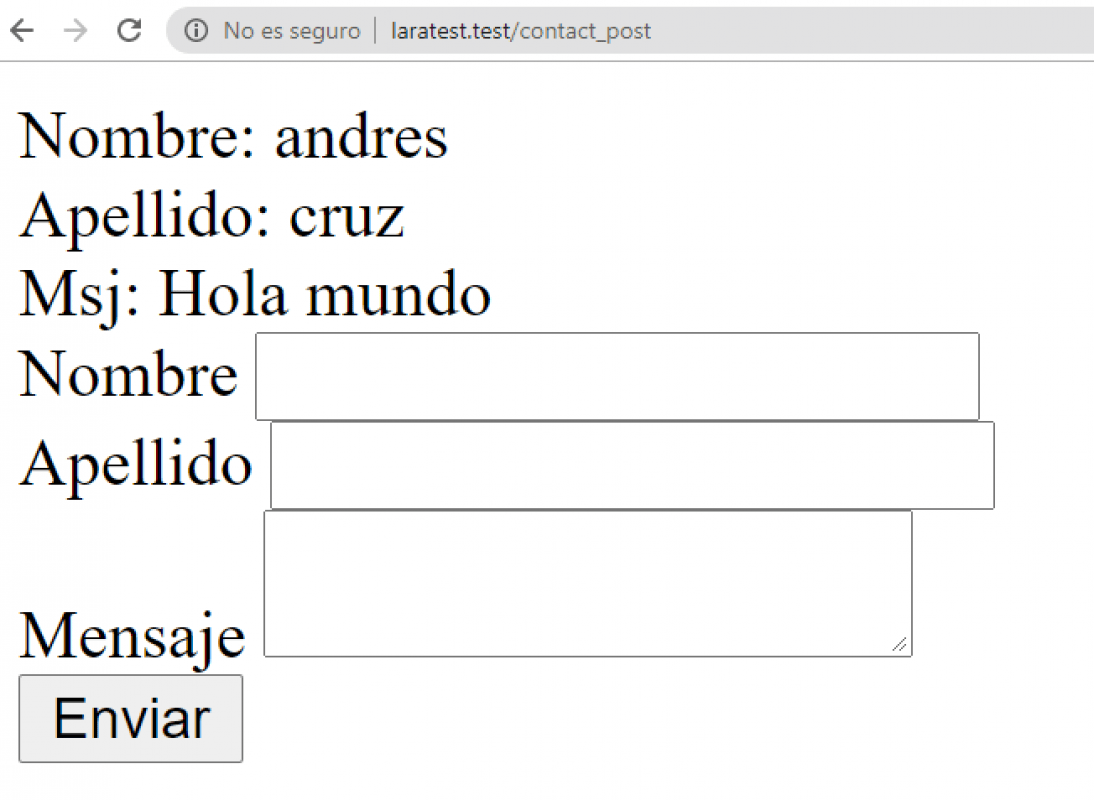 No es seguro | laratest.test/contact_post
Nombre: andres
Apellido: cruz
Msj: Hola mundo
Nombre
Apellido
Mensaje
Enviar